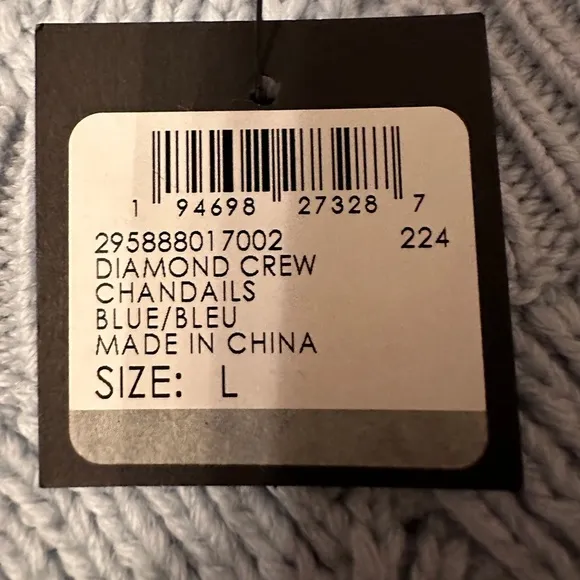 1 94698 27328 7
295888017002 224
DIAMOND CREW
CHANDAILS
BLUE/BLEU
MADE IN CHINA
SIZE: L